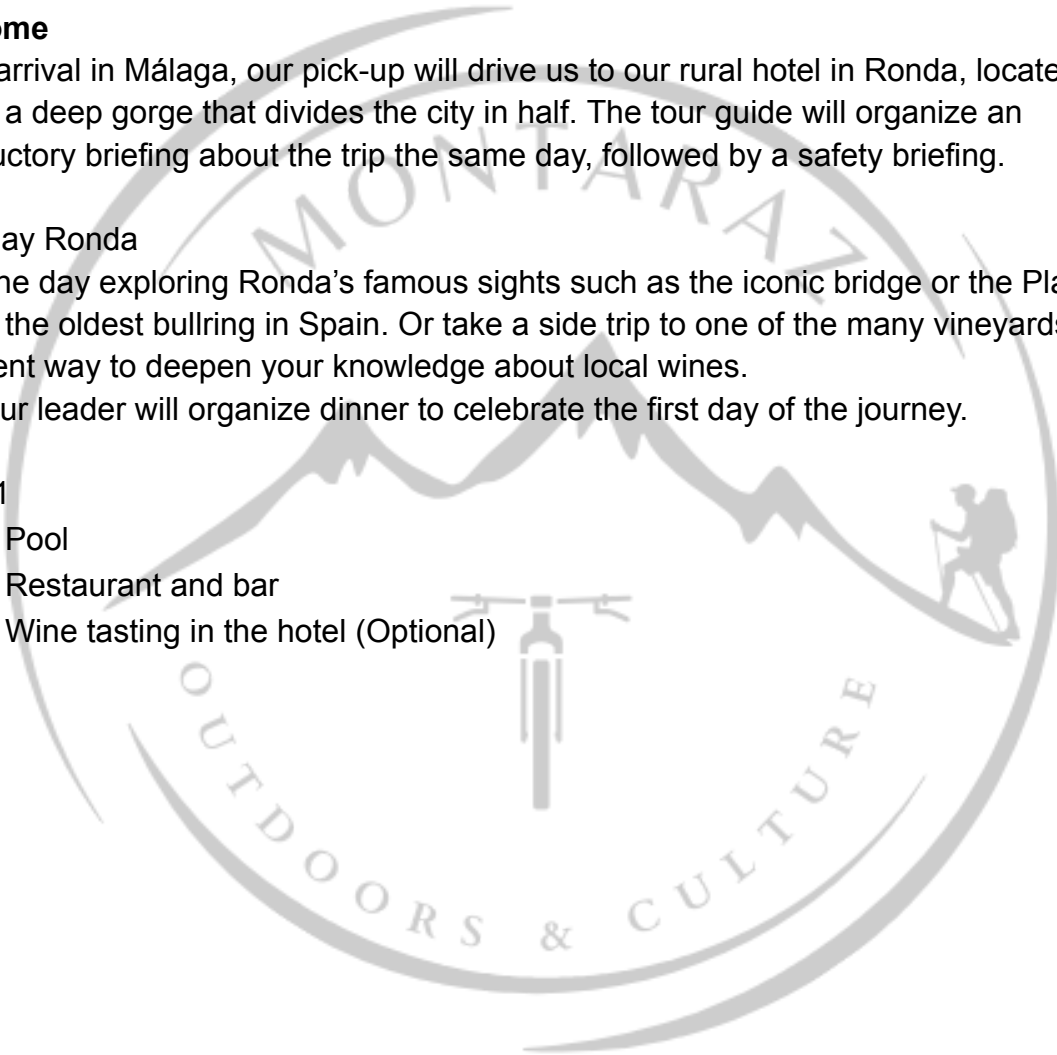 ome
arrival in Málaga, our pick-up will drive us to our rural hotel in Ronda, locate
a deep gorge that divides the city in half. The tour guide will organize an
uctory briefing about the trip the same day, followed by a safety briefing.
ay Ronda
he day exploring Ronda’s famous sights such as the iconic bridge or the Pla
the oldest bullring in Spain. Or take a side trip to one of the many vineyards
ent way to deepen your knowledge about local wines.
ur leader will organize dinner to celebrate the first day of the journey.
1
Pool
Restaurant and bar
Wine tasting in the hotel (Optional)
MONTARAZ
OUTDOORS & CULTURE